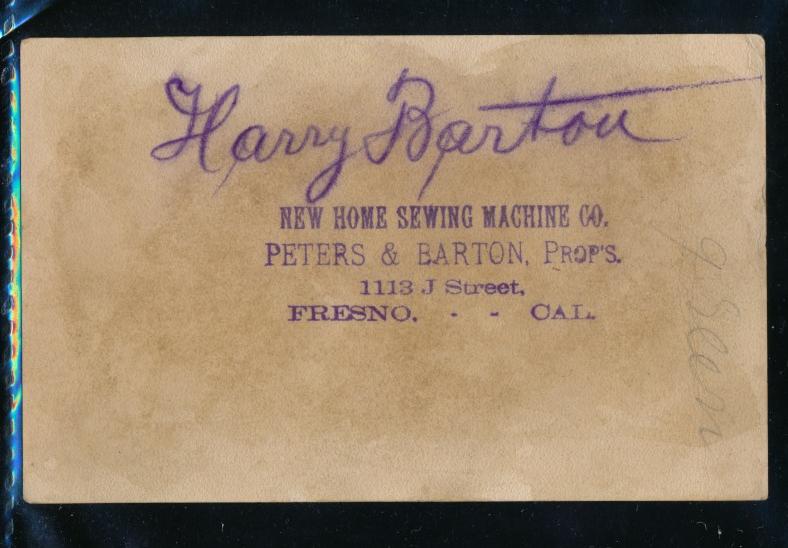 Harry Barton
NEW HOME SEWING MACHINE CO.
PETERS & BARTON, PROP'S.
1113 J Street,
FRESNO. - - CAL.